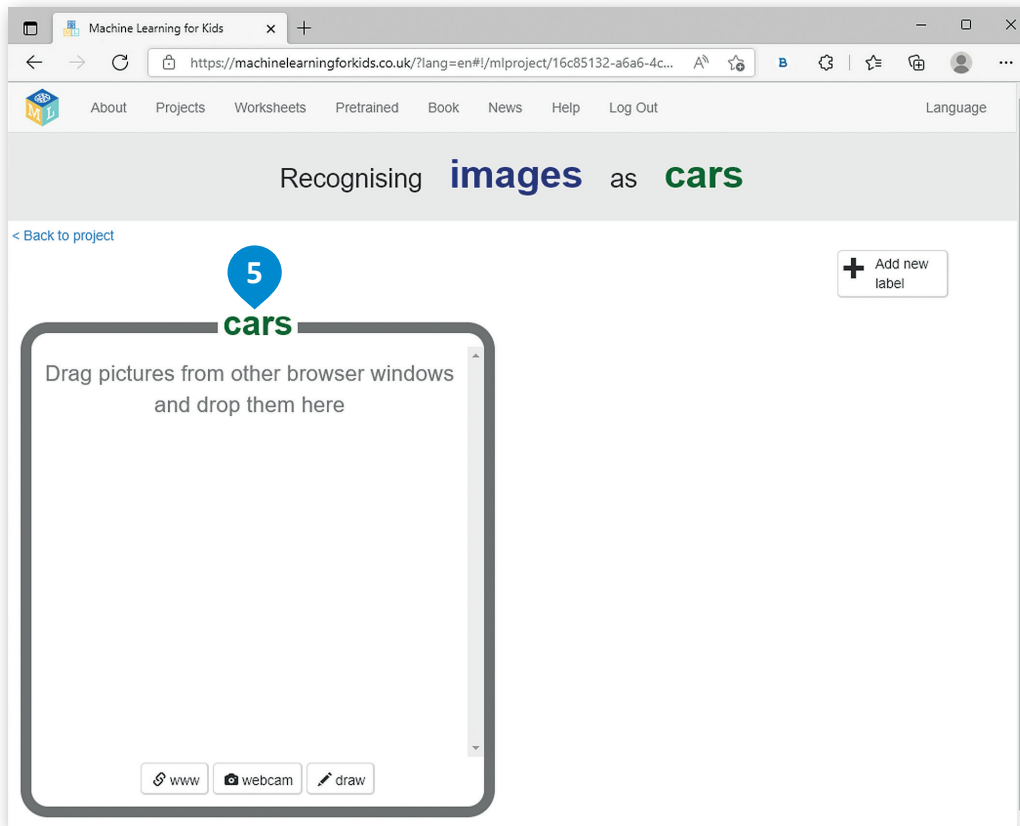 Machine Learning for Kids
https://machinelearningforkids.co.uk/?lang=en#!/mlproject/16c85132-a6a6-4c...
B
ML
About Projects Worksheets Pretrained Book News Help Log Out Language
Recognising images as cars
< Back to project
Add new
label
5
cars
Drag pictures from other browser windows
and drop them here
www webcam draw